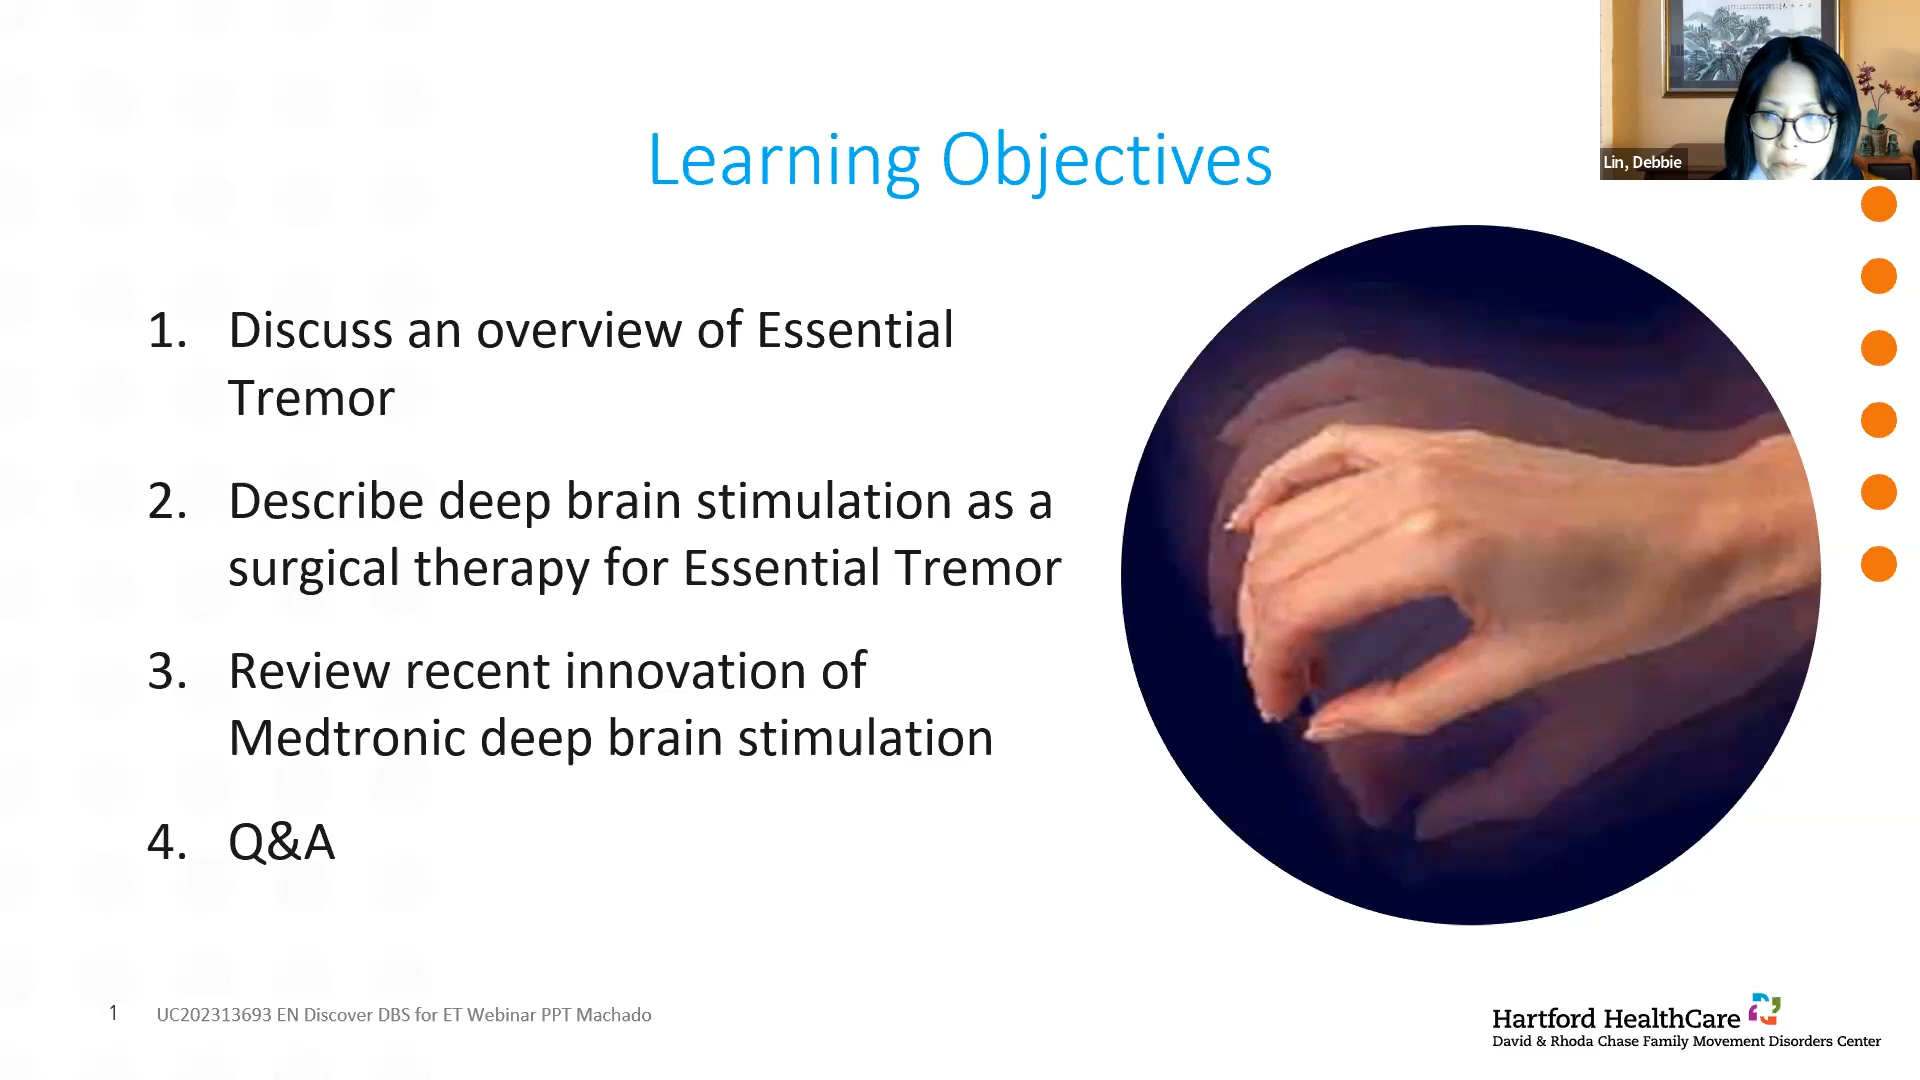 Learning Objectives
Lin, Debbie
1. Discuss an overview of Essential
Tremor
2. Describe deep brain stimulation as a
surgical therapy for Essential Tremor
3. Review recent innovation of
Medtronic deep brain stimulation
4. Q&A
1 UC202313693 EN Discover DBS for ET Webinar PPT Machado
Hartford HealthCare
David & Rhoda Chase Family Movement Disorders Center